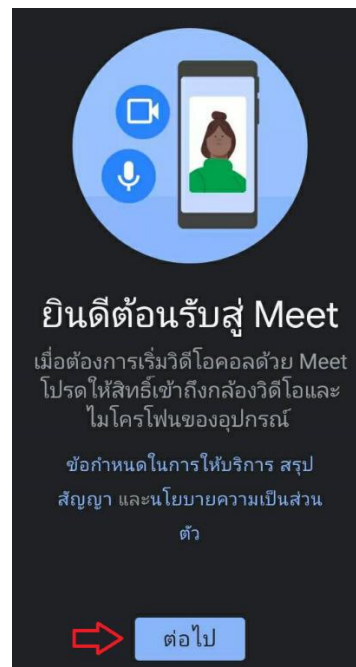 ยินดีต้อนรับสู่ Meet
เมื่อต้องการเริ่มวิดีโอคอลด้วย Meet
โปรดให้สิทธิ์เข้าถึงกล้องวิดีโอและ
ไมโครโฟนของอุปกรณ์
ข้อกำหนดในการให้บริการ สรุป
สัญญา และนโยบายความเป็นส่วน
ตัว
ต่อไป